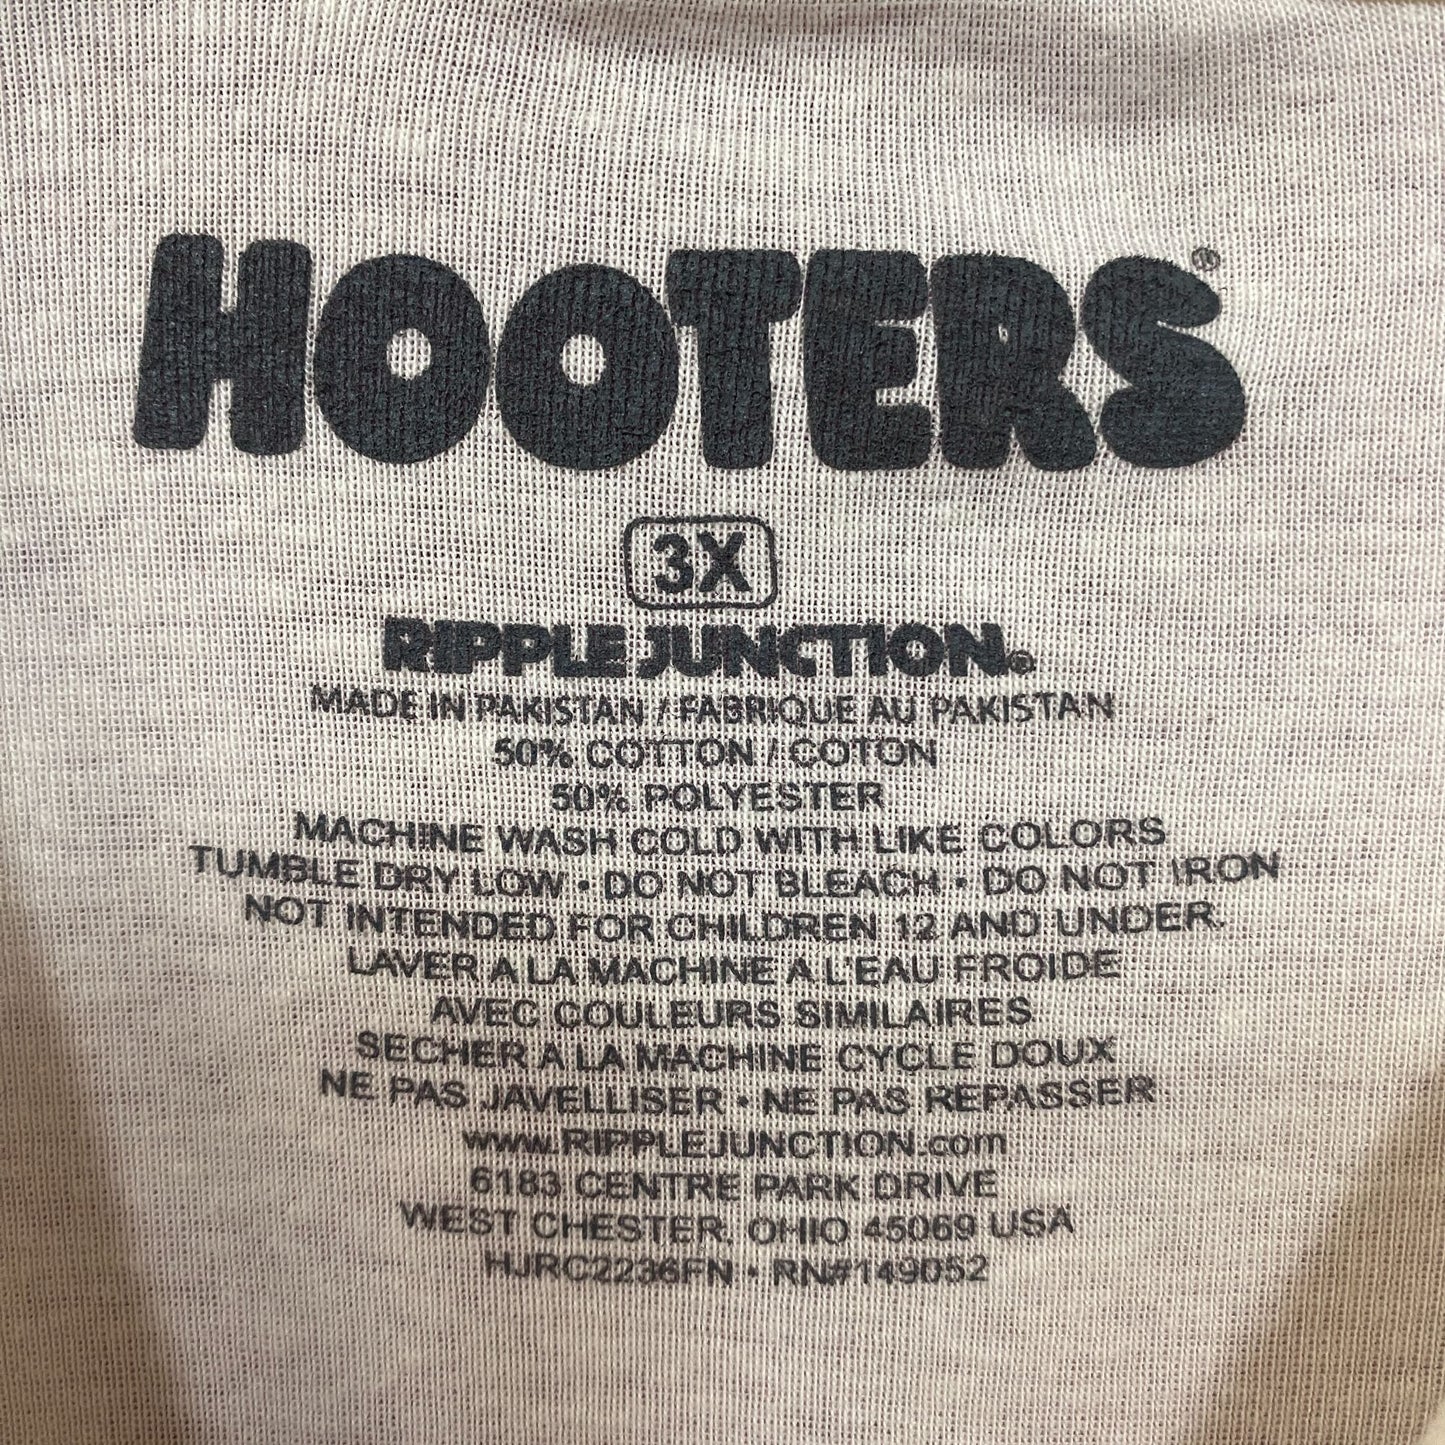 HOOTERS®
3X
RIPPLE JUNCTION®
MADE IN PAKISTAN / FABRIQUE AU PAKISTAN
50% COTTON / COTON
50% POLYESTER
MACHINE WASH COLD WITH LIKE COLORS
TUMBLE DRY LOW • DO NOT BLEACH • DO NOT IRON
NOT INTENDED FOR CHILDREN 12 AND UNDER.
LAVER A LA MACHINE A L'EAU FROIDE
AVEC COULEURS SIMILAIRES
SECHER A LA MACHINE CYCLE DOUX
NE PAS JAVELLISER • NE PAS REPASSER
www.RIPPLEJUNCTION.com
6183 CENTRE PARK DRIVE
WEST CHESTER, OHIO 45069 USA
HJRC2236FN • RN#149052